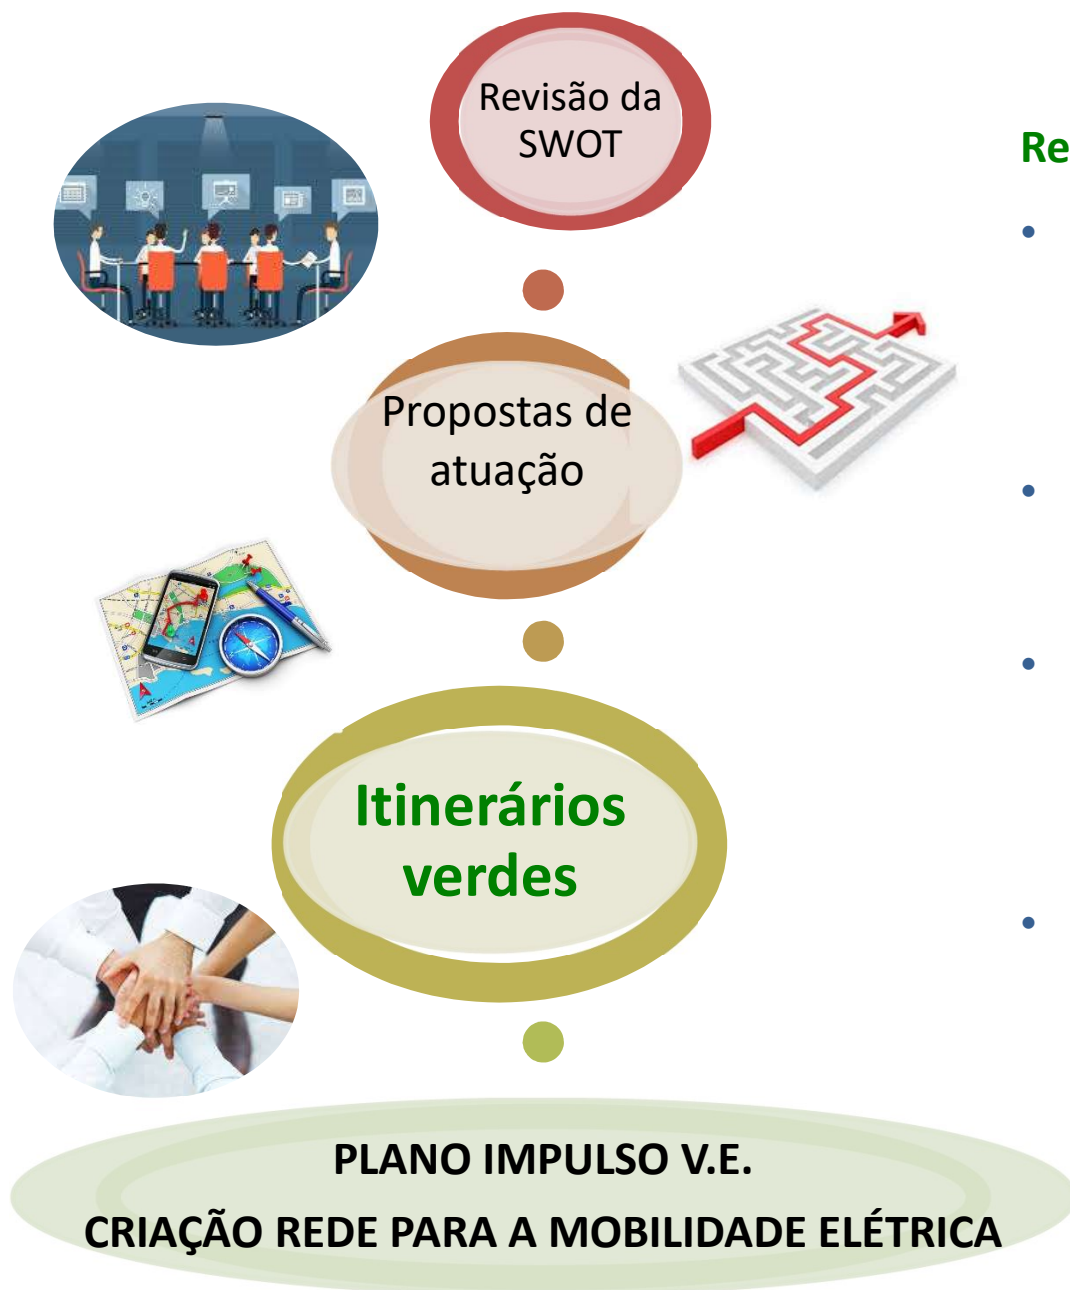 Revisão da
SWOT
Propostas de
atuação
Itinerários
verdes
PLANO IMPULSO V.E.
CRIAÇÃO REDE PARA A MOBILIDADE ELÉTRICA
Re
•
•
•
•